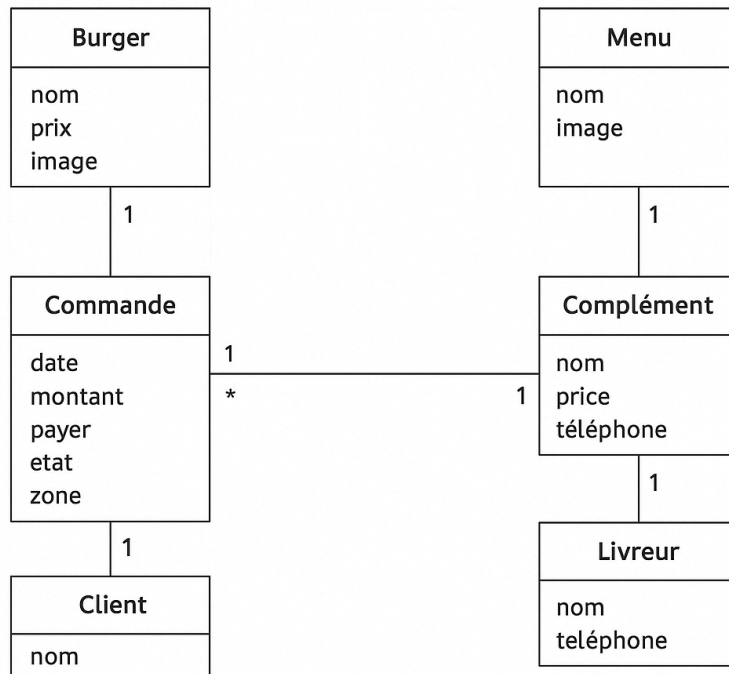 Burger
nom
prix
image
1
Menu
nom
image
1
Commande
date
montant
payer
etat
zone
1
*
1
Complément
nom
price
téléphone
1
1
Client
nom
Livreur
nom
teléphone